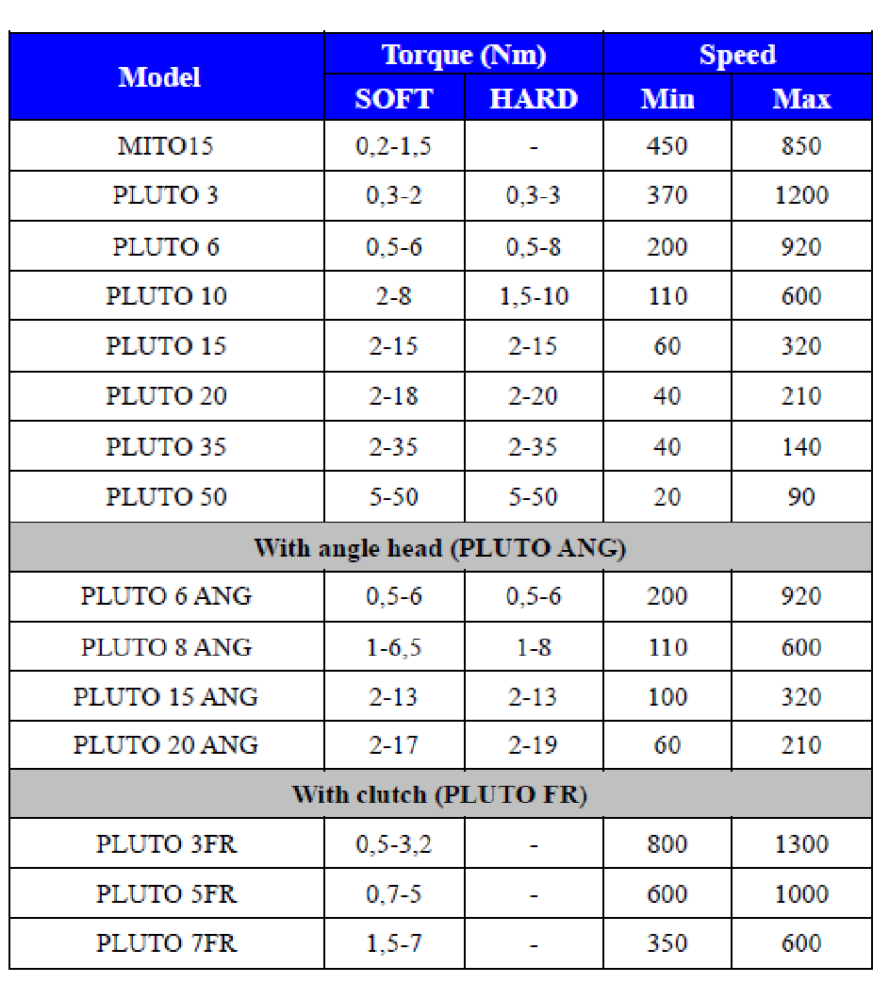 Model Torque (Nm) Speed
SOFT HARD Min Max
MITO15 0,2-1,5 - 450 850
PLUTO 3 0,3-2 0,3-3 370 1200
PLUTO 6 0,5-6 0,5-8 200 920
PLUTO 10 2-8 1,5-10 110 600
PLUTO 15 2-15 2-15 60 320
PLUTO 20 2-18 2-20 40 210
PLUTO 35 2-35 2-35 40 140
PLUTO 50 5-50 5-50 20 90
With angle head (PLUTO ANG)
PLUTO 6 ANG 0,5-6 0,5-6 200 920
PLUTO 8 ANG 1-6,5 1-8 110 600
PLUTO 15 ANG 2-13 2-13 100 320
PLUTO 20 ANG 2-17 2-19 60 210
With clutch (PLUTO FR)
PLUTO 3FR 0,5-3,2 - 800 1300
PLUTO 5FR 0,7-5 - 600 1000
PLUTO 7FR 1,5-7 - 350 600